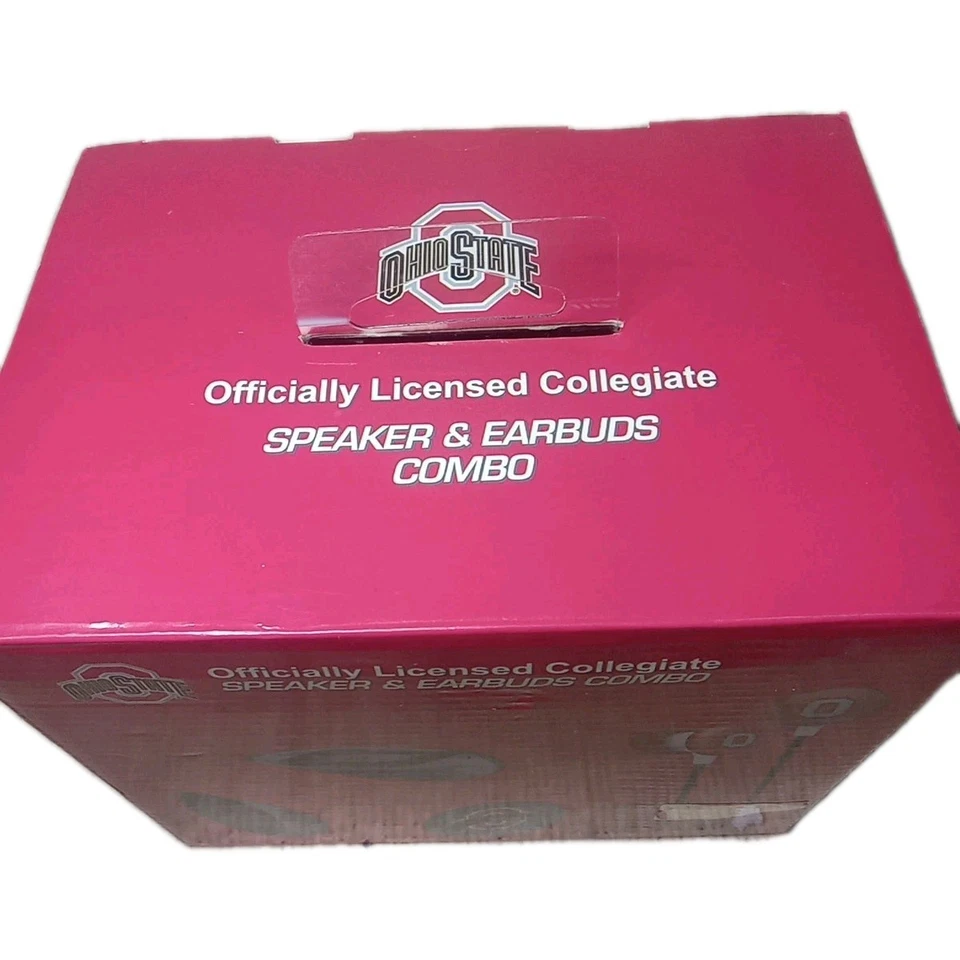 OHIO STATE
®
Officially Licensed Collegiate
SPEAKER & EARBUDS
COMBO
OHIO STATE
Officially Licensed Collegiate
SPEAKER & EARBUDS COMBO